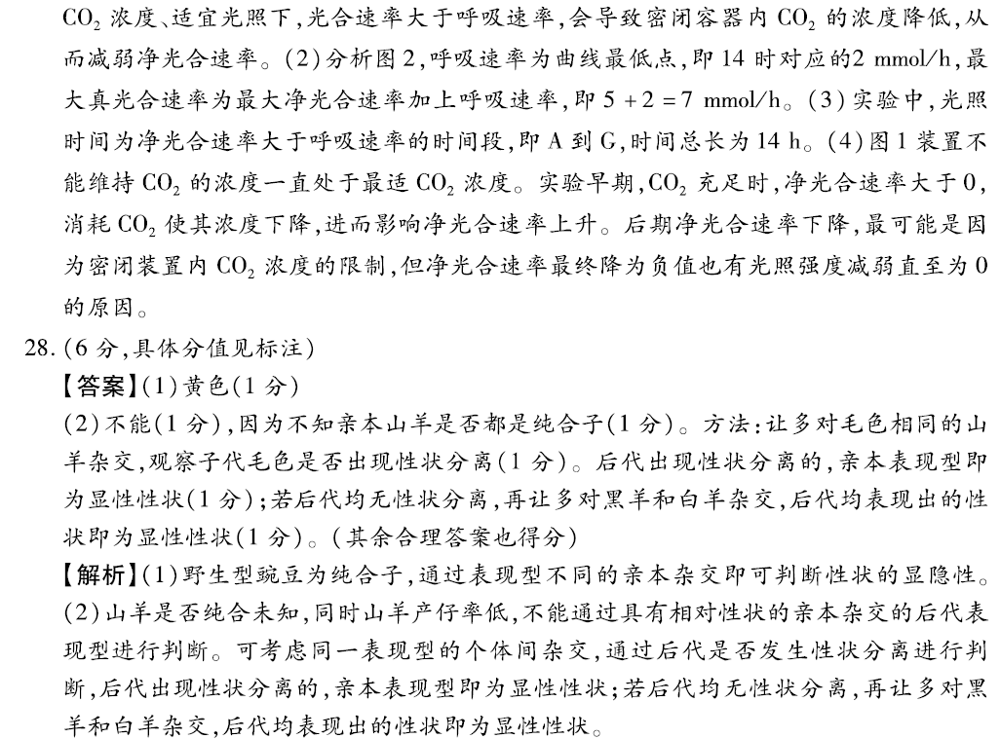 CO₂ 浓度、适宜光照下,光合速率大于呼吸速率,会导致密闭容器内 CO₂ 的浓度降低,从
而减弱净光合速率。(2)分析图 2,呼吸速率为曲线最低点,即 14 时对应的2 mmol/h,最
大真光合速率为最大净光合速率加上呼吸速率,即 5 + 2 = 7 mmol/h。(3)实验中,光照
时间为净光合速率大于呼吸速率的时间段,即 A 到 G,时间总长为 14 h。(4)图 1 装置不
能维持 CO₂ 的浓度一直处于最适 CO₂ 浓度。实验早期,CO₂ 充足时,净光合速率大于 0,
消耗 CO₂ 使其浓度下降,进而影响净光合速率上升。后期净光合速率下降,最可能是因
为密闭装置内 CO₂ 浓度的限制,但净光合速率最终降为负值也有光照强度减弱直至为 0
的原因。
28.(6 分,具体分值见标注)
【答案】(1)黄色(1 分)
(2)不能(1 分),因为不知亲本山羊是否都是纯合子(1 分)。方法:让多对毛色相同的山
羊杂交,观察子代毛色是否出现性状分离(1 分)。后代出现性状分离的,亲本表现型即
为显性性状(1 分);若后代均无性状分离,再让多对黑羊和白羊杂交,后代均表现出的性
状即为显性性状(1 分)。(其余合理答案也得分)
【解析】(1)野生型豌豆为纯合子,通过表现型不同的亲本杂交即可判断性状的显隐性。
(2)山羊是否纯合未知,同时山羊产仔率低,不能通过具有相对性状的亲本杂交的后代表
现型进行判断。可考虑同一表现型的个体间杂交,通过后代是否发生性状分离进行判
断,后代出现性状分离的,亲本表现型即为显性性状;若后代均无性状分离,再让多对黑
羊和白羊杂交,后代均表现出的性状即为显性性状。